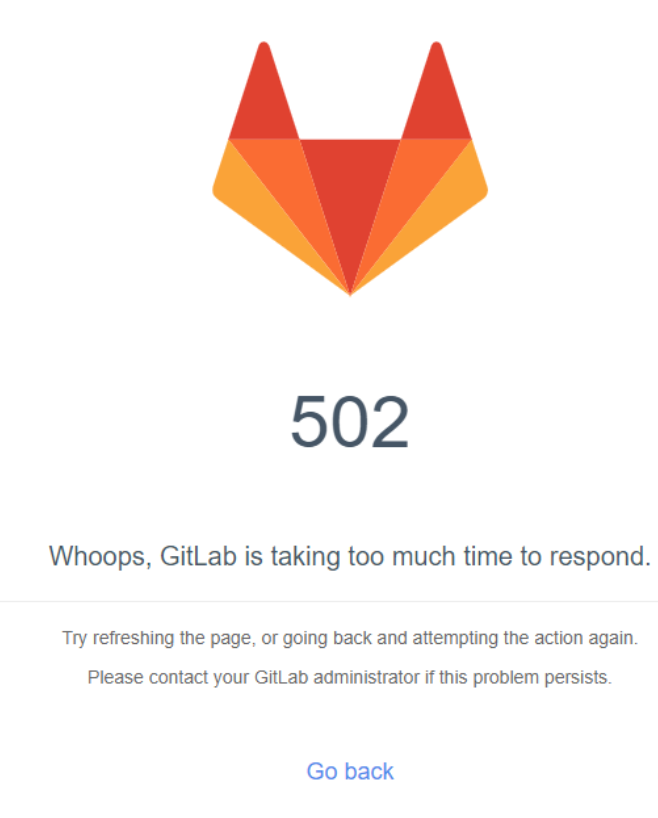 502
Whoops, GitLab is taking too much time to respond.
Try refreshing the page, or going back and attempting the action again.
Please contact your GitLab administrator if this problem persists.
Go back